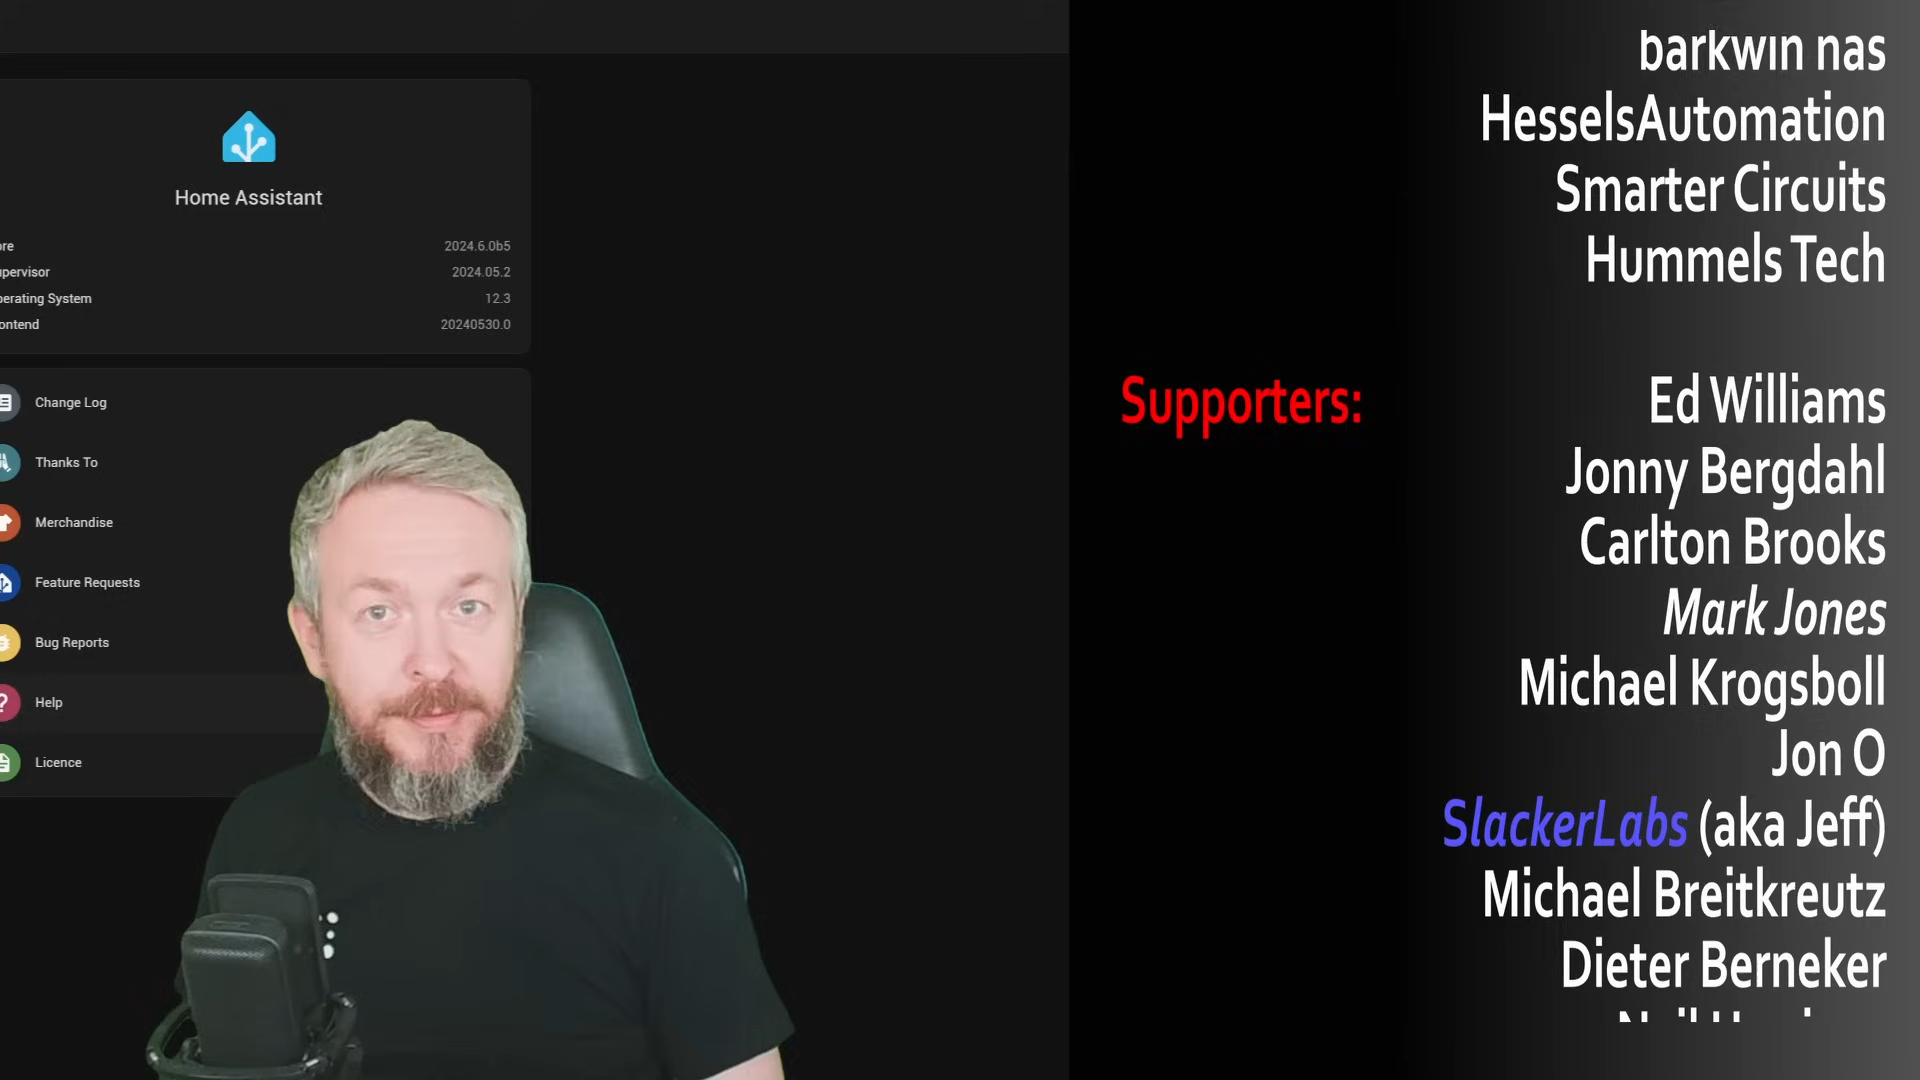 Home Assistant
ore 2024.6.0b5
upervisor 2024.05.2
perating System 12.3
ontend 20240530.0
Change Log
Thanks To
Merchandise
Feature Requests
Bug Reports
Help
Licence
barkwin nas
HesselsAutomation
Smarter Circuits
Hummels Tech
Supporters: Ed Williams
Jonny Bergdahl
Carlton Brooks
Mark Jones
Michael Krogsboll
Jon O
SlackerLabs (aka Jeff)
Michael Breitkreutz
Dieter Berneker